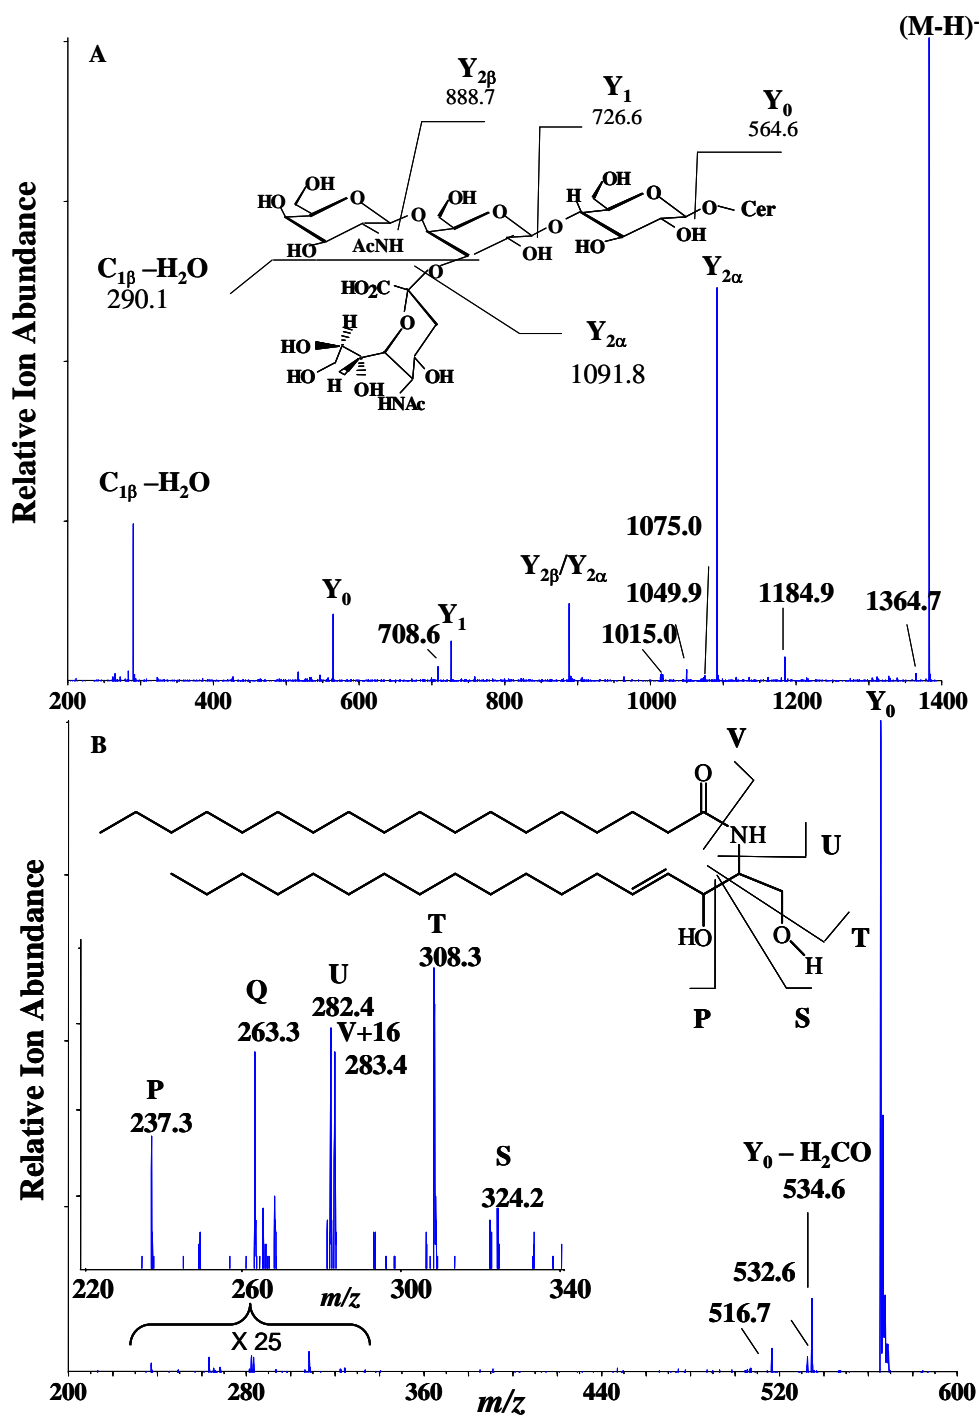 (M-H)-
A
Y2β
888.7
Y1
726.6
Y0
564.6
OH
HO
O
HO
AcNH
O
OH
O
OH
O
H
OH
O
HO
OH
O
Cer
C1β –H2O
290.1
HO2C
O
O
H
HO
HO
H
OH
HNAc
OH
Y2α
1091.8
Y2α
Relative Ion Abundance
C1β –H2O
Y0
708.6
Y1
Y2β/Y2α
1075.0
1049.9
1015.0
1184.9
1364.7
200
400
600
800
1000
1200
1400
B
Y0
V
O
NH
U
HO
O
H
T
P
S
Relative Ion Abundance
T
308.3
Q
263.3
U
282.4
V+16
283.4
P
237.3
S
324.2
220
260
300
340
m/z
X 25
Y0 – H2CO
534.6
532.6
516.7
200
280
360
440
520
600
m/z